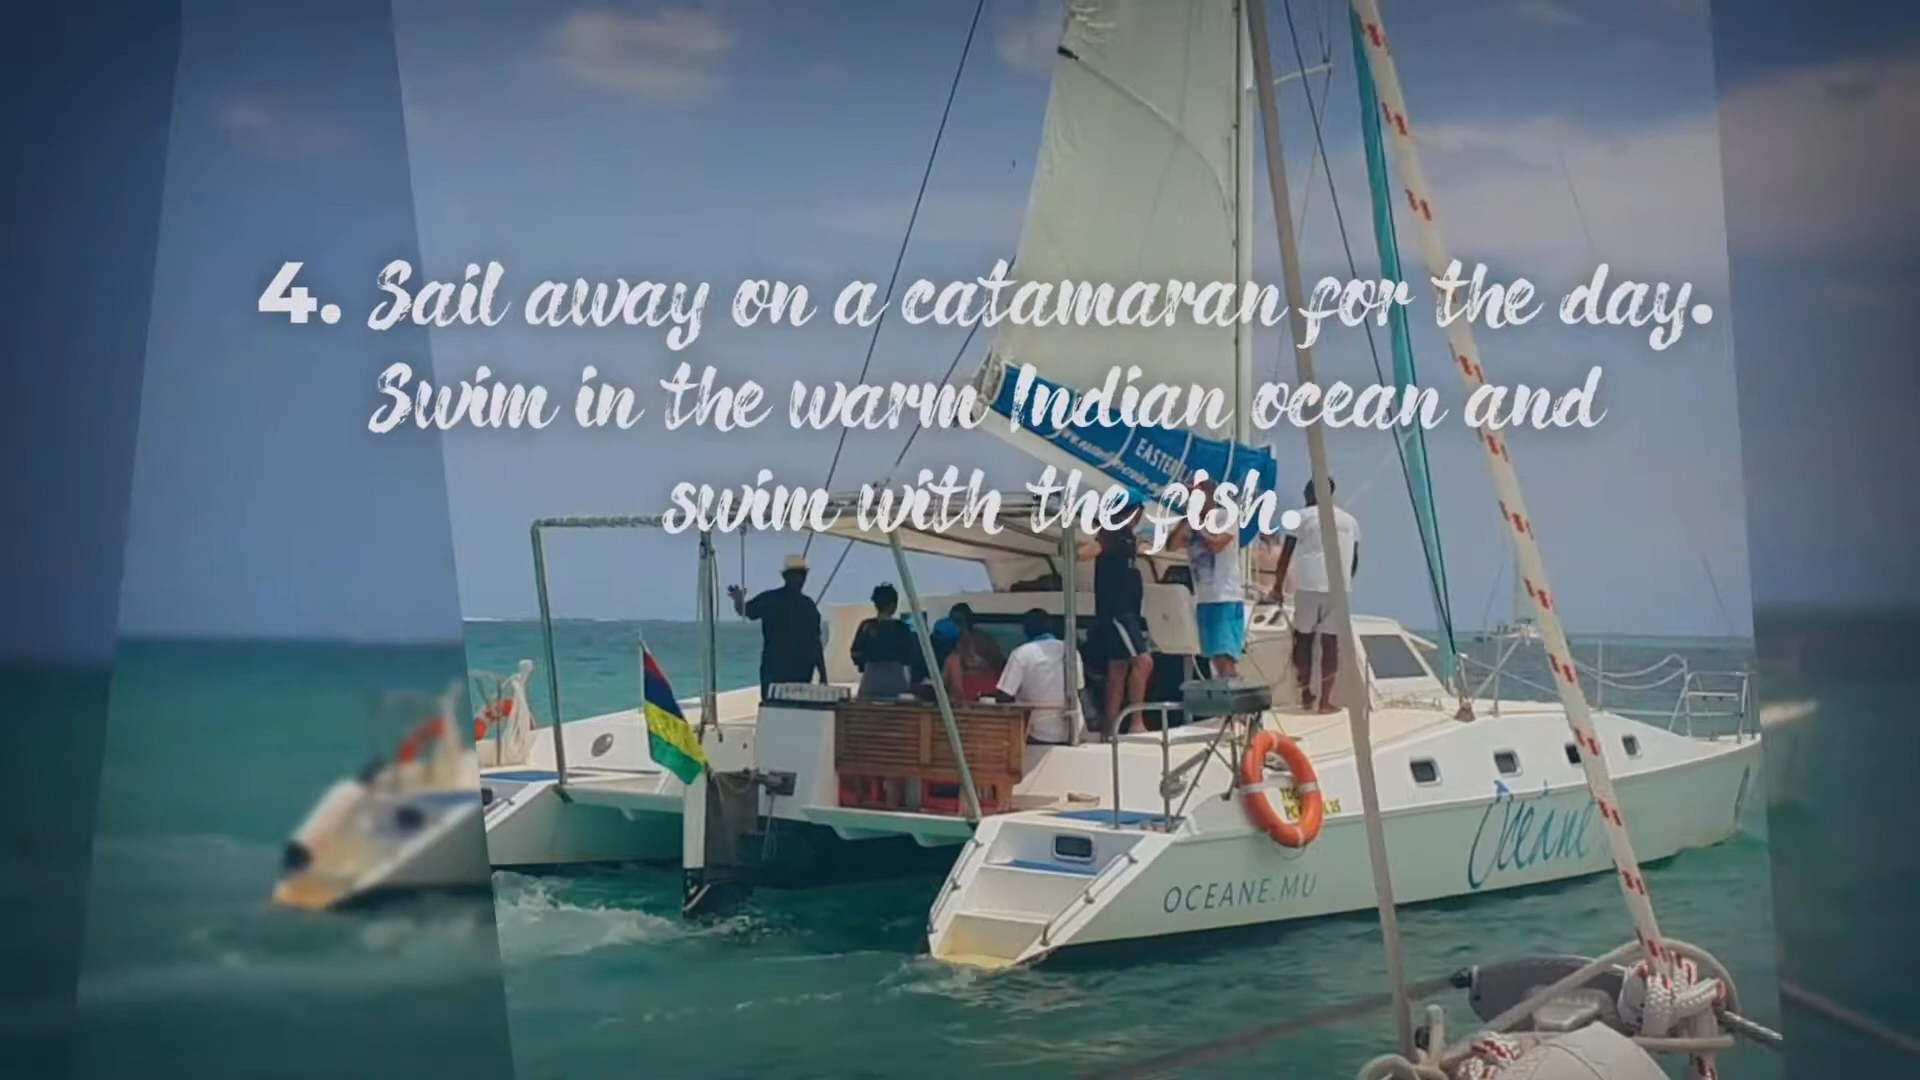 4. Sail away on a catamaran for the day.
Swim in the warm Indian ocean and
swim with the fish.
OCEANE.MU
Océane